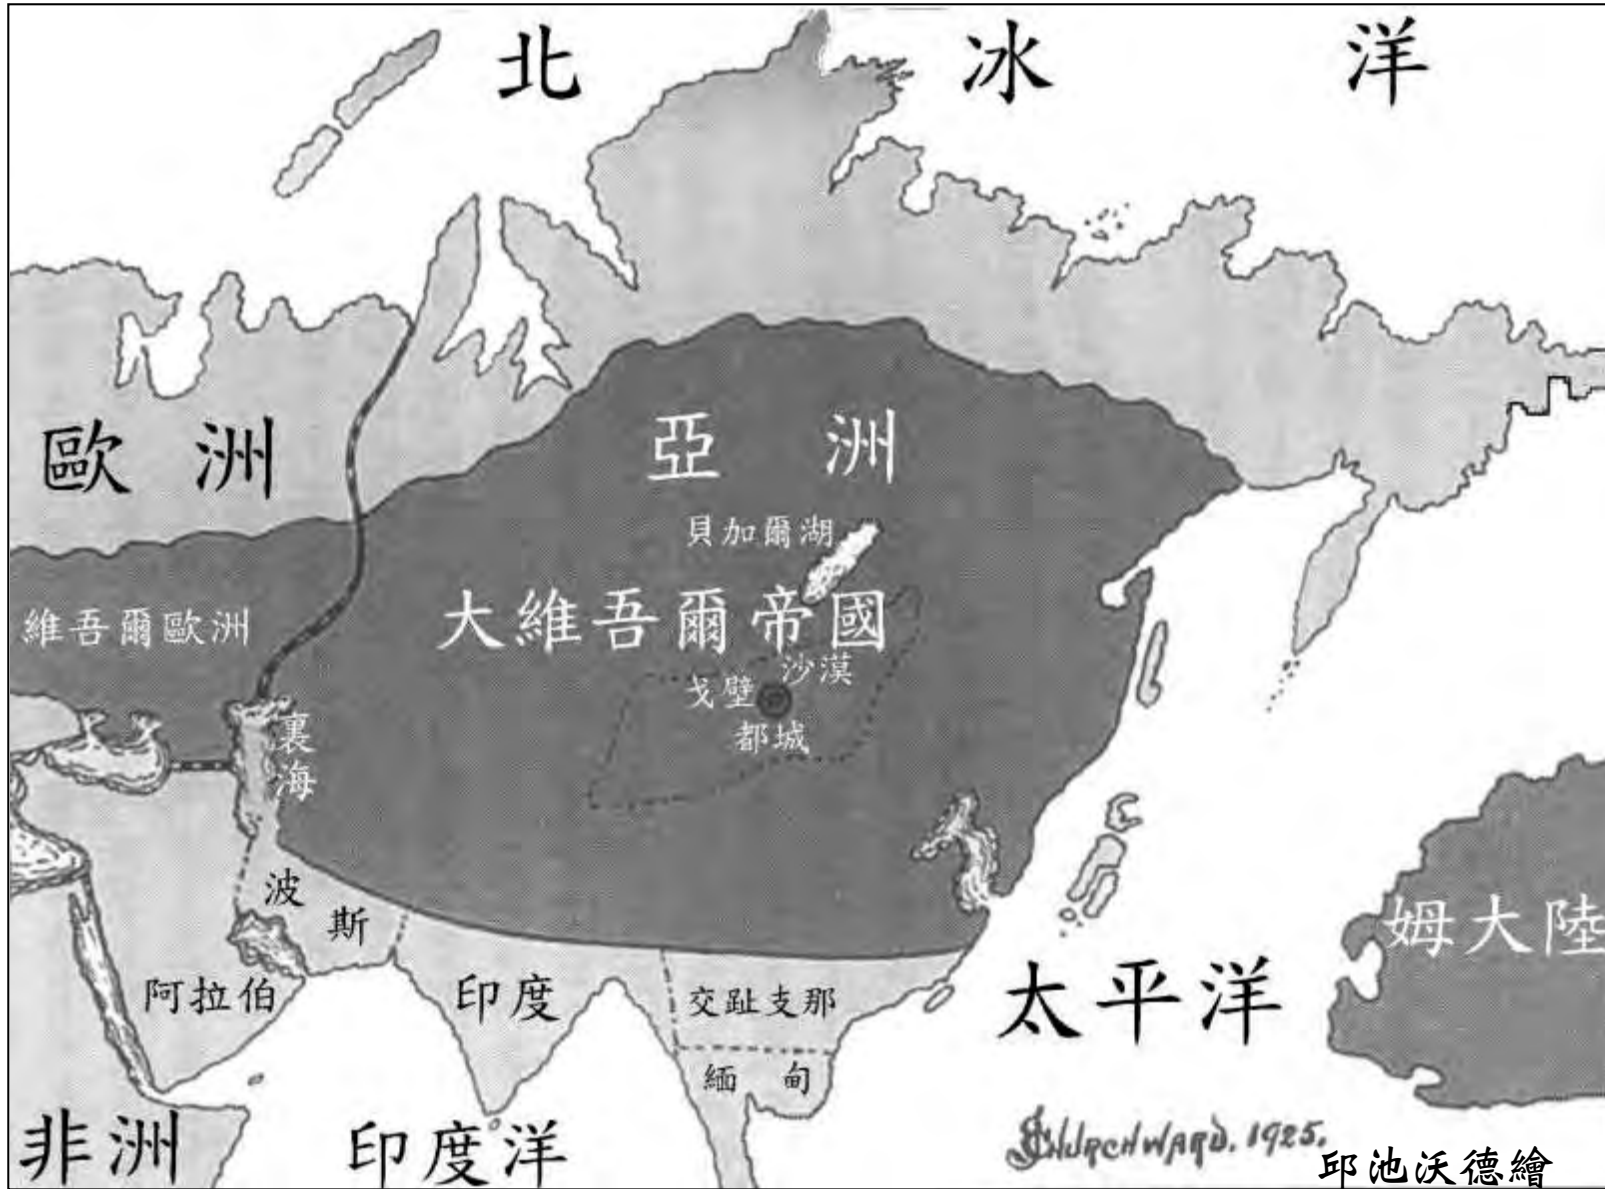 北 冰 洋
歐 洲
亞 洲
貝加爾湖
大維吾爾帝國
維吾爾歐洲
沙漠
戈壁
都城
裏海
波斯
姆大陸
阿拉伯
印度
交趾支那
太平洋
緬 甸
非洲
印度洋
J CHURCHWARD. 1925.
邱池沃德繪